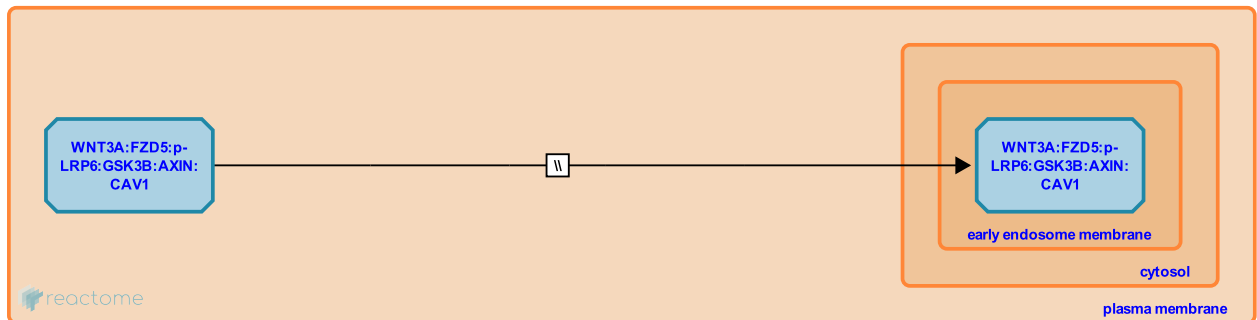 WNT3A:FZD5:p-
LRP6:GSK3B:AXIN:
CAV1
\\
WNT3A:FZD5:p-
LRP6:GSK3B:AXIN:
CAV1
early endosome membrane
cytosol
reactome
plasma membrane